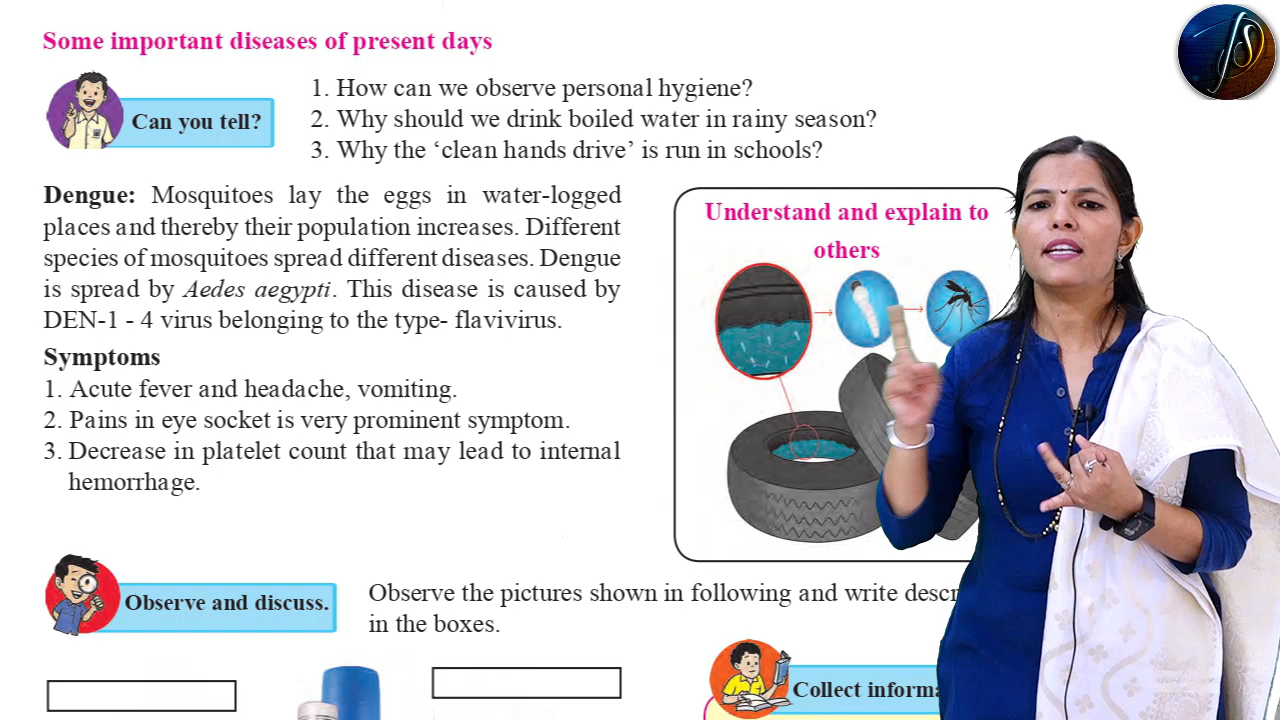 Some important diseases of present days
Can you tell?
1. How can we observe personal hygiene?
2. Why should we drink boiled water in rainy season?
3. Why the ‘clean hands drive’ is run in schools?
Dengue: Mosquitoes lay the eggs in water-logged
places and thereby their population increases. Different
species of mosquitoes spread different diseases. Dengue
is spread by Aedes aegypti. This disease is caused by
DEN-1 - 4 virus belonging to the type- flavivirus.
Symptoms
1. Acute fever and headache, vomiting.
2. Pains in eye socket is very prominent symptom.
3. Decrease in platelet count that may lead to internal
hemorrhage.
Understand and explain to
others
Observe and discuss.
Observe the pictures shown in following and write
in the boxes.
Collect